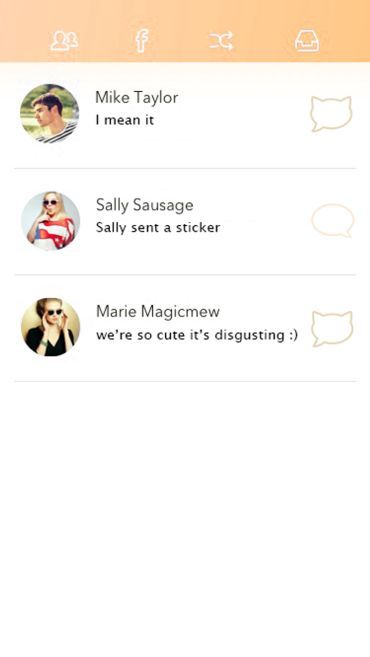 Mike Taylor
I mean it
Sally Sausage
Sally sent a sticker
Marie Magicmew
we're so cute it's disgusting :)